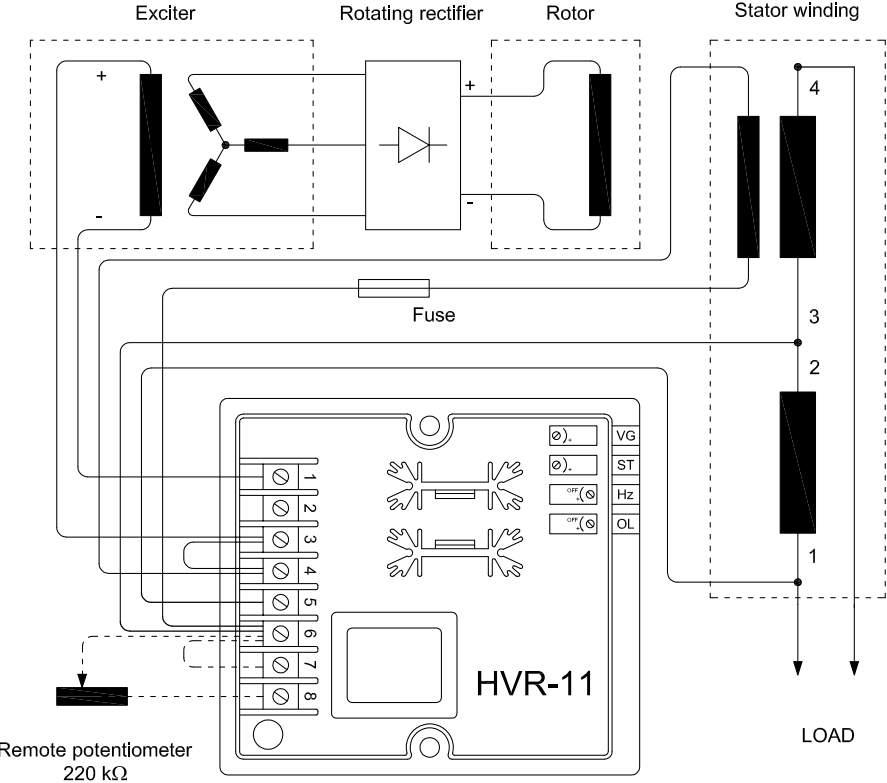 Exciter
Rotating rectifier
Rotor
Stator winding
+
-
+
-
4
3
2
1
Fuse
VG
ST
OFF + Hz
OFF + OL
+
+
1
2
3
4
5
6
7
8
HVR-11
LOAD
Remote potentiometer
220 kΩ